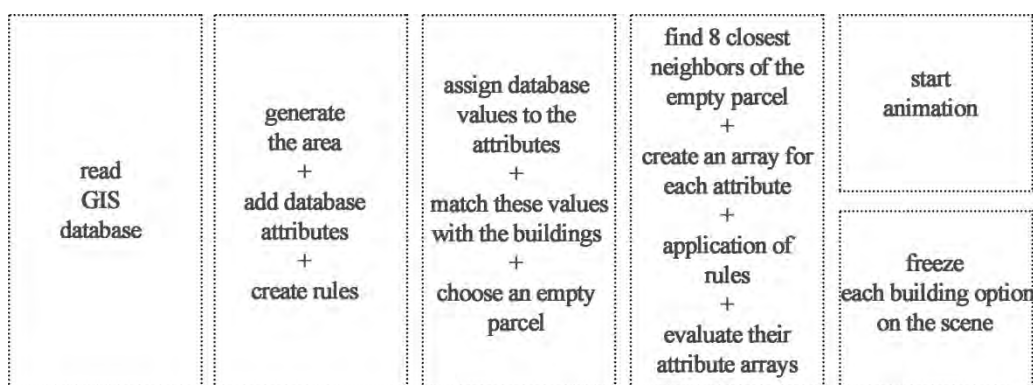 read
GIS
database
generate
the area
+
add database
attributes
+
create rules
assign database
values to the
attributes
+
match these values
with the buildings
+
choose an empty
parcel
find 8 closest
neighbors of the
empty parcel
+
create an array for
each attribute
+
application of
rules
+
evaluate their
attribute arrays
start
animation
freeze
each building option
on the scene